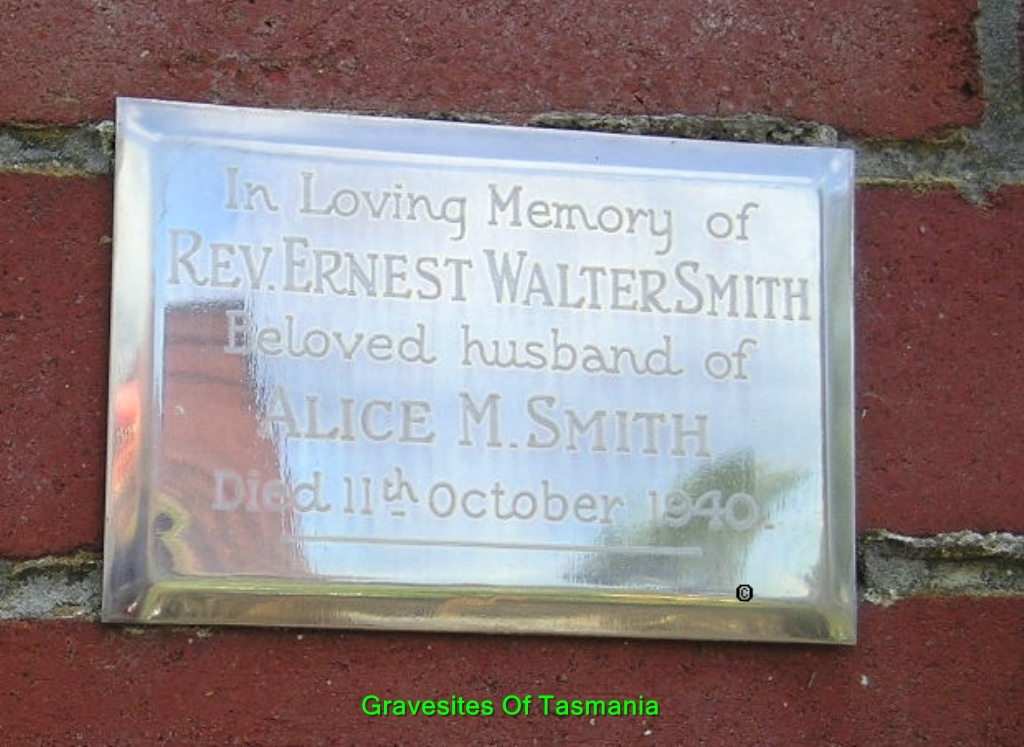 In Loving Memory of
REV. ERNEST WALTER SMITH
Beloved husband of
ALICE M. SMITH
Died 11th October 1940.
©
Gravesites Of Tasmania